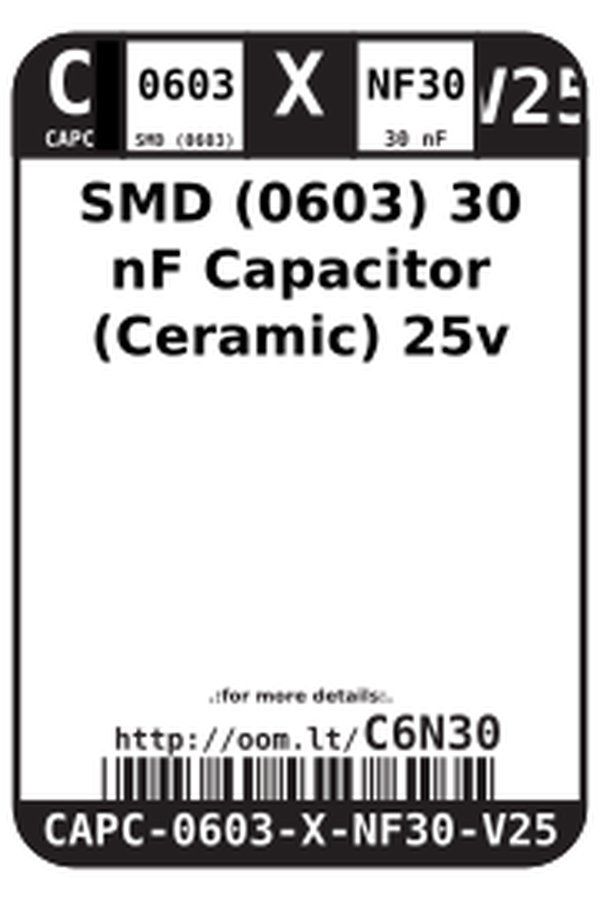 C 0603 X NF30 V25
CAPC SMD (0603) 30 nF
SMD (0603) 30
nF Capacitor
(Ceramic) 25v
.:for more details:.
http://oom.lt/C6N30
CAPC-0603-X-NF30-V25